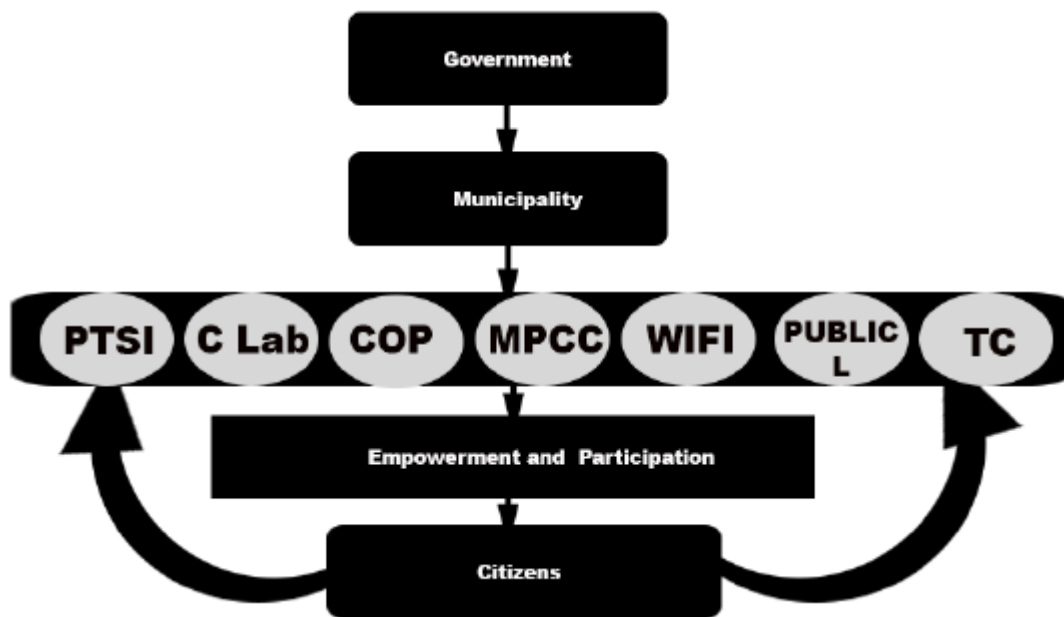 Government
Municipality
PTSI
C Lab
COP
MPCC
WIFI
PUBLIC
L
TC
Empowerment and Participation
Citizens